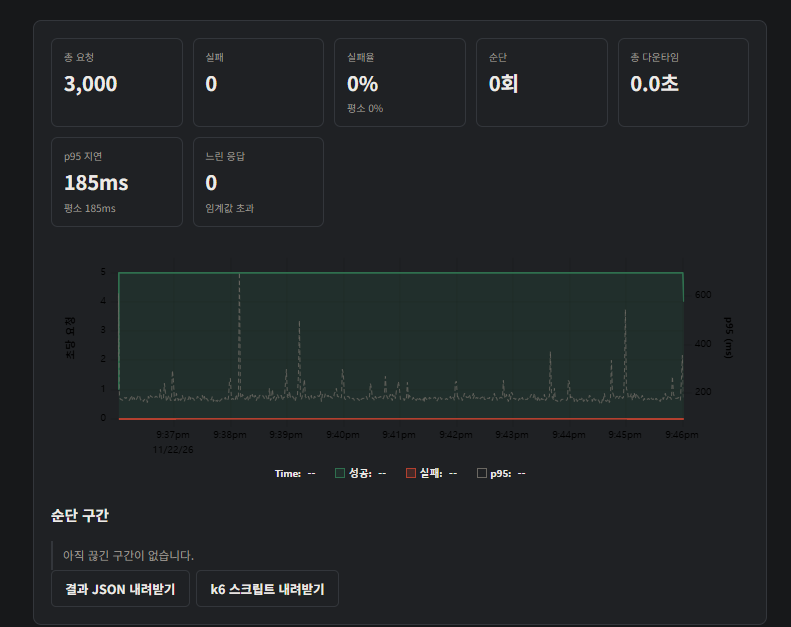 총 요청
3,000
실패
0
실패율
0%
평소 0%
순단
0회
총 다운타임
0.0초
p95 지연
185ms
평소 185ms
느린 응답
0
임계값 초과
초당 요청
5
4
3
2
1
0
600
400
200
p95 (ms)
9:37pm 9:38pm 9:39pm 9:40pm 9:41pm 9:42pm 9:43pm 9:44pm 9:45pm 9:46pm
11/22/26
Time: -- 성공: -- 실패: -- p95: --
순단 구간
아직 끊긴 구간이 없습니다.
결과 JSON 내려받기 k6 스크립트 내려받기